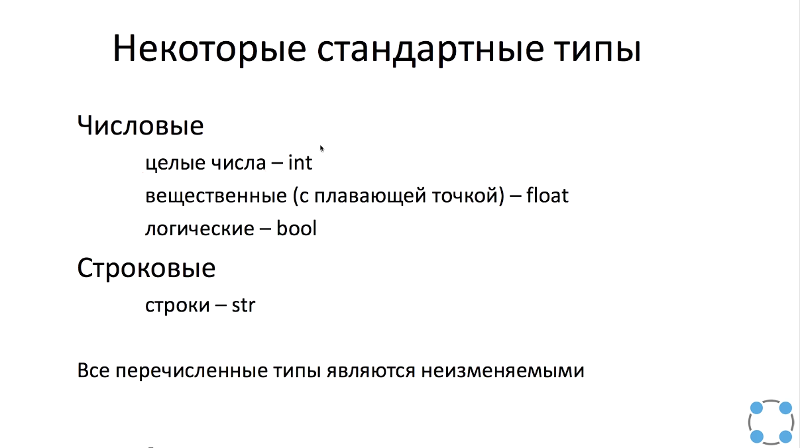 Некоторые стандартные типы
Числовые
целые числа – int
вещественные (с плавающей точкой) – float
логические – bool
Строковые
строки – str
Все перечисленные типы являются неизменяемыми